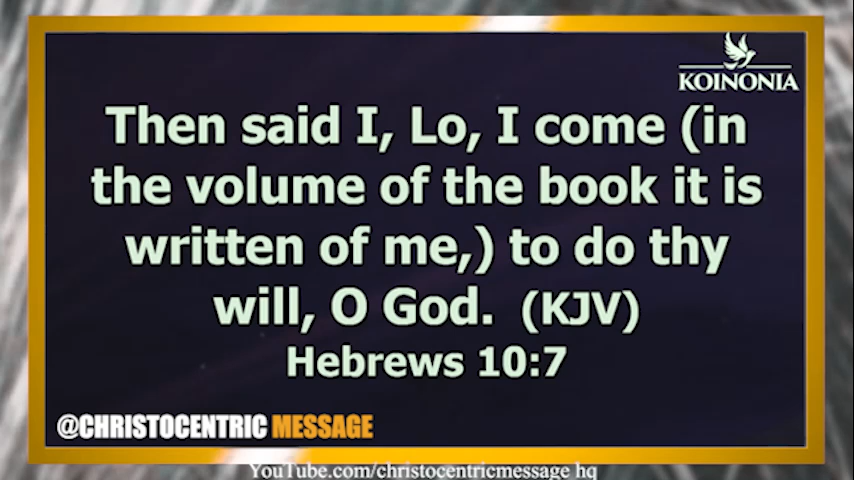 KOINONIA
Then said I, Lo, I come (in
the volume of the book it is
written of me,) to do thy
will, O God. (KJV)
Hebrews 10:7
@CHRISTOCENTRIC MESSAGE
YouTube.com/christocentricmessage hq